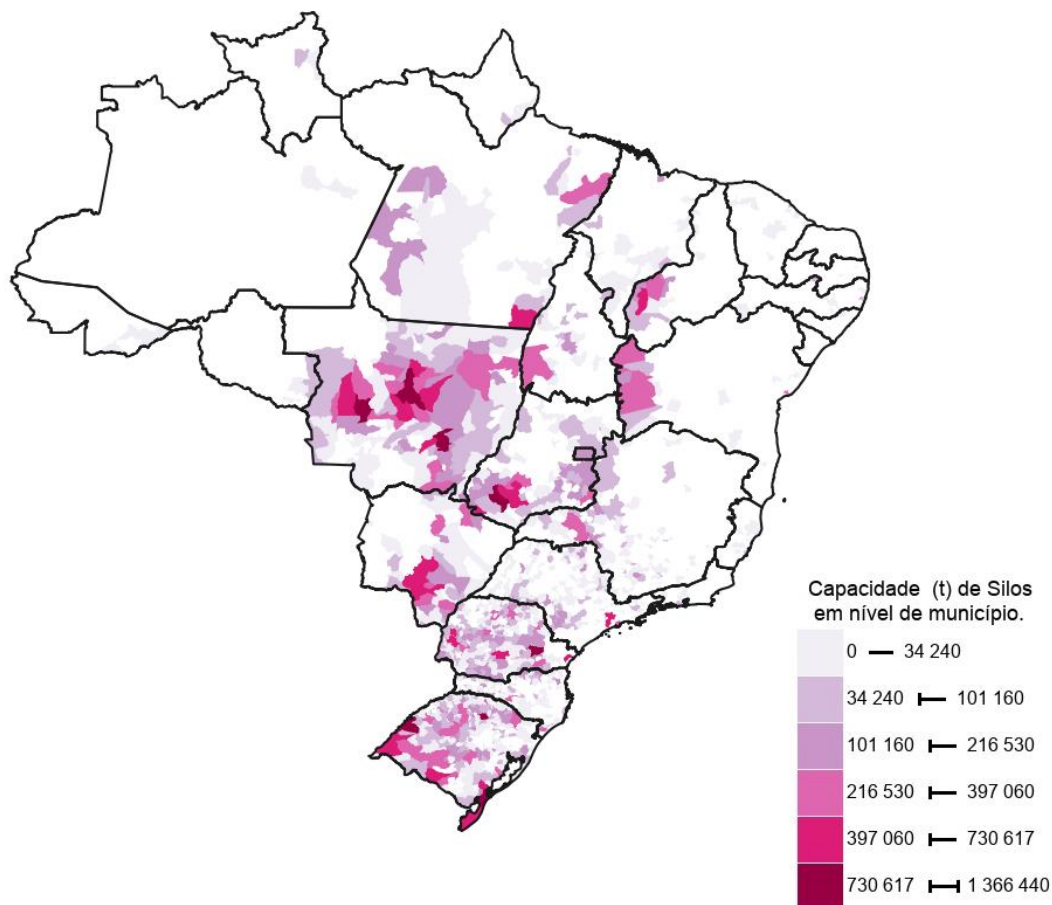 Capacidade (t) de Silos
em nível de município.
0 — 34 240
34 240 ⊢ 101 160
101 160 ⊢ 216 530
216 530 ⊢ 397 060
397 060 ⊢ 730 617
730 617 ⊢⊣ 1 366 440